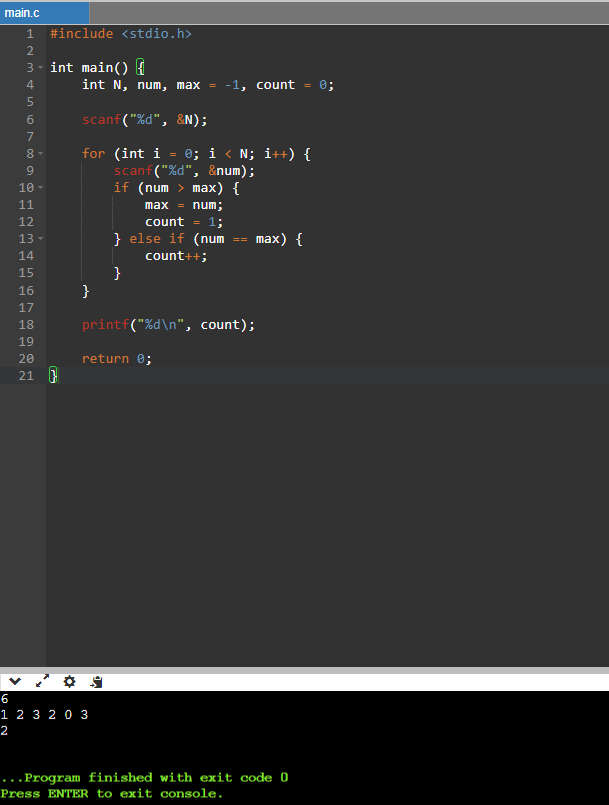 main.c
1 #include <stdio.h>
2
3 int main() {
4     int N, num, max = -1, count = 0;
5
6     scanf("%d", &N);
7
8     for (int i = 0; i < N; i++) {
9         scanf("%d", &num);
10         if (num > max) {
11             max = num;
12             count = 1;
13         } else if (num == max) {
14             count++;
15         }
16     }
17
18     printf("%d\n", count);
19
20     return 0;
21 }
6
1 2 3 2 0 3
2
...Program finished with exit code 0
Press ENTER to exit console.